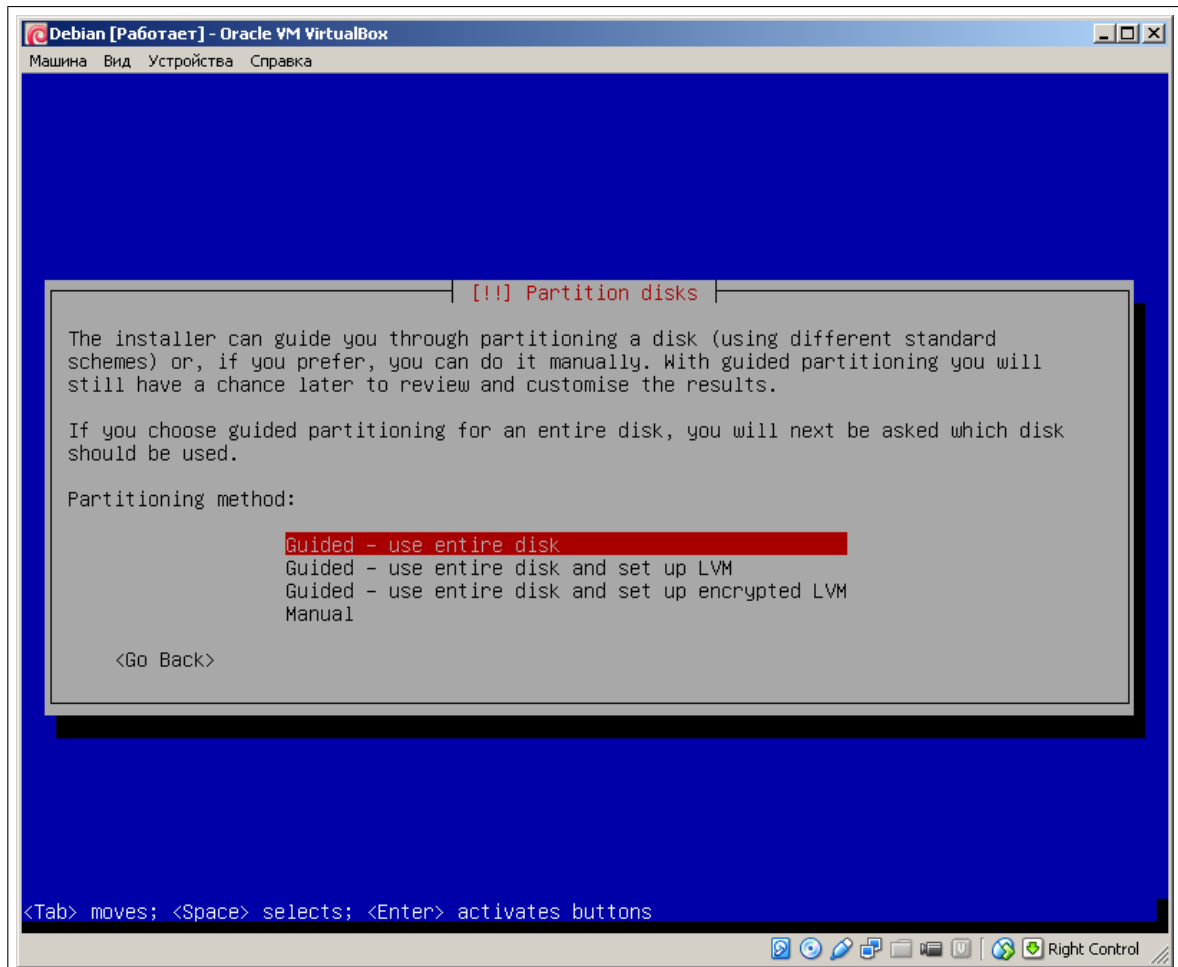 Debian [Работает] - Oracle VM VirtualBox
Машина Вид Устройства Справка
[!!] Partition disks
The installer can guide you through partitioning a disk (using different standard
schemes) or, if you prefer, you can do it manually. With guided partitioning you will
still have a chance later to review and customise the results.
If you choose guided partitioning for an entire disk, you will next be asked which disk
should be used.
Partitioning method:
Guided - use entire disk
Guided - use entire disk and set up LVM
Guided - use entire disk and set up encrypted LVM
Manual
<Go Back>
<Tab> moves; <Space> selects; <Enter> activates buttons
Right Control